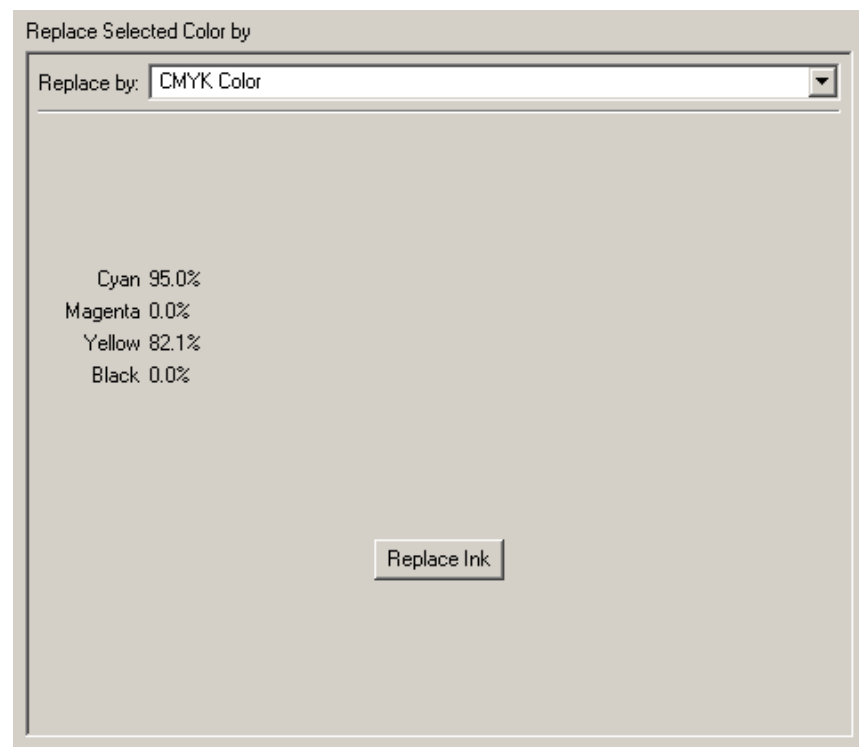 Replace Selected Color by
Replace by: CMYK Color
Cyan 95.0%
Magenta 0.0%
Yellow 82.1%
Black 0.0%
Replace Ink